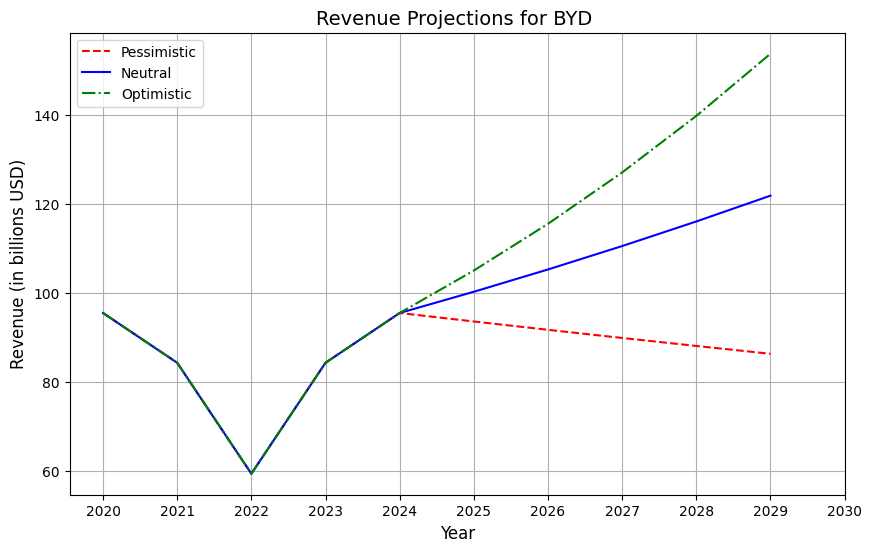 Revenue Projections for BYD
Pessimistic
Neutral
Optimistic
Revenue (in billions USD)
140
120
100
80
60
2020 2021 2022 2023 2024 2025 2026 2027 2028 2029 2030
Year